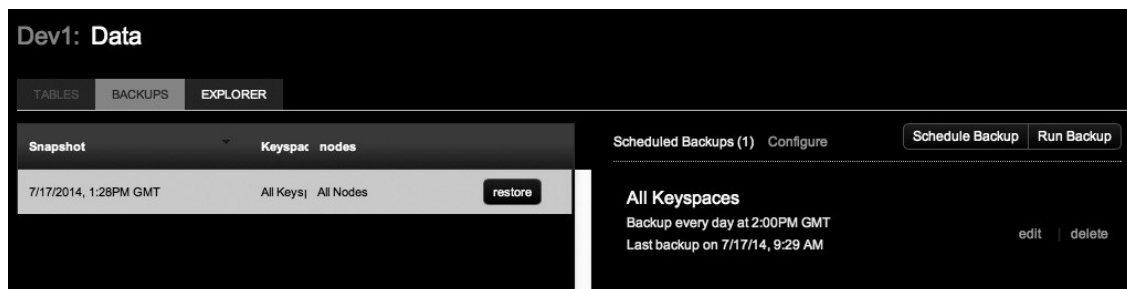 Dev1: Data
TABLES BACKUPS EXPLORER
Snapshot Keyspac nodes
7/17/2014, 1:28PM GMT All Keys All Nodes restore
Scheduled Backups (1) Configure Schedule Backup Run Backup
All Keyspaces
Backup every day at 2:00PM GMT
Last backup on 7/17/14, 9:29 AM
edit | delete